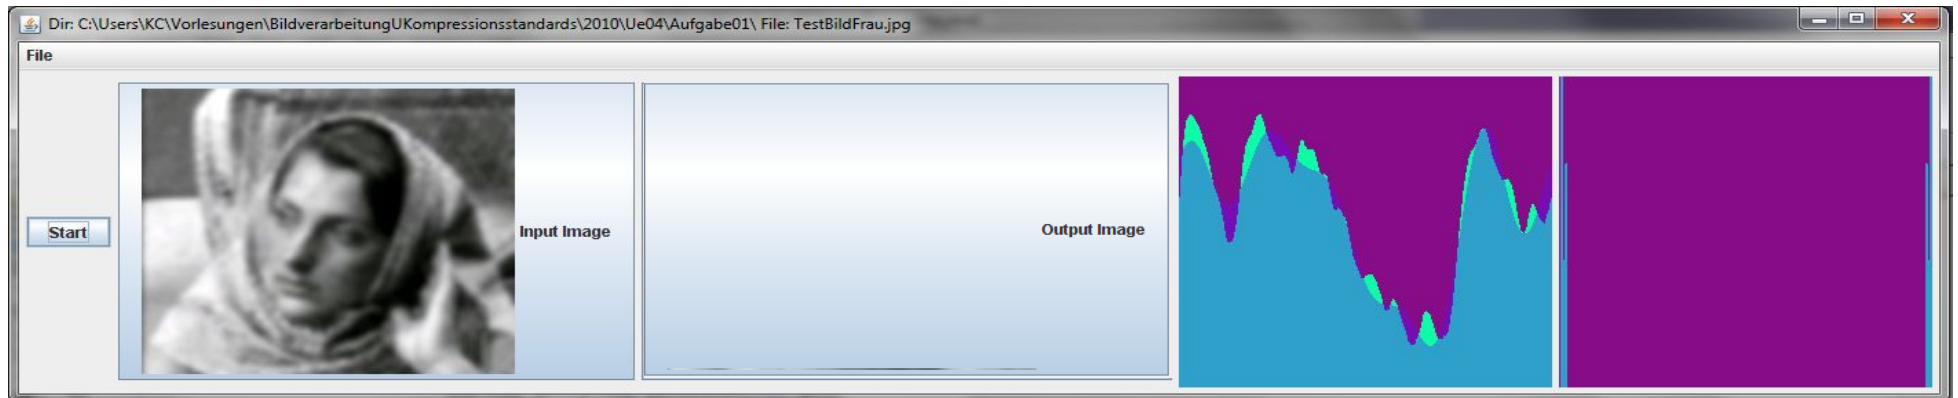 Dir: C:\Users\KC\Vorlesungen\BildverarbeitungUKompressionsstandards\2010\Ue04\Aufgabe01\ File: TestBildFrau.jpg
File
Start
Input Image
Output Image